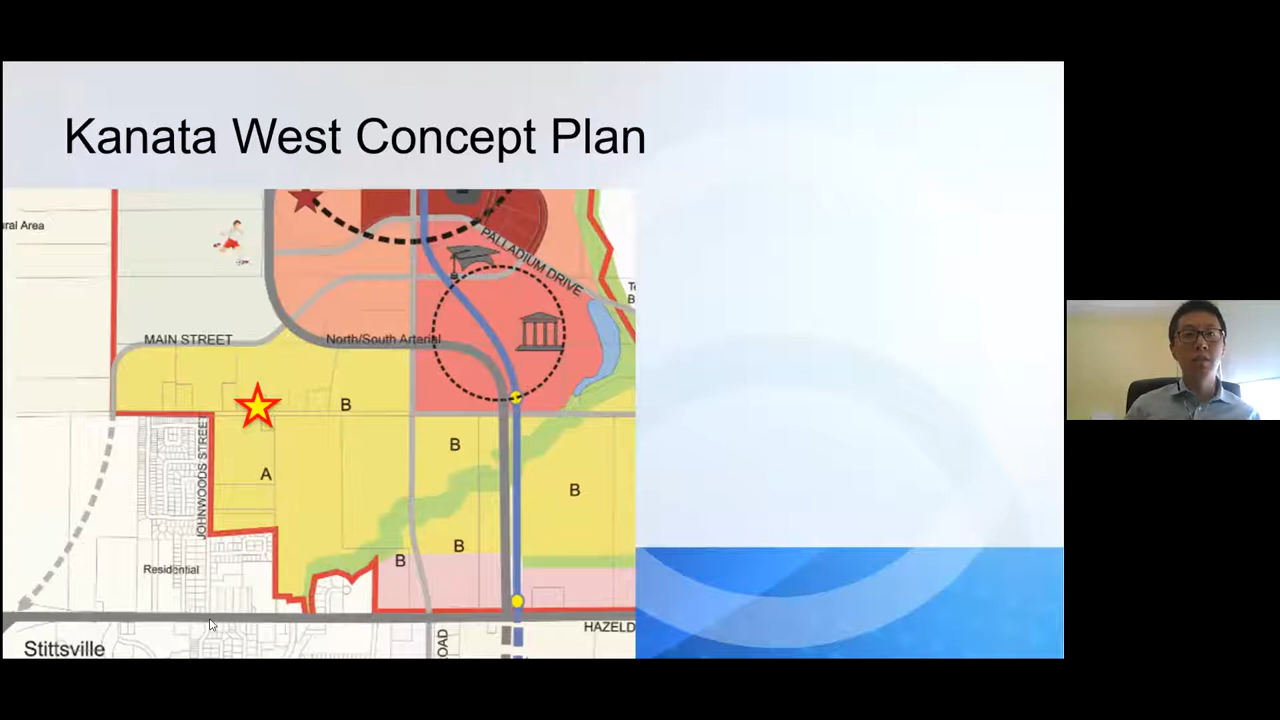 Kanata West Concept Plan
ral Area
PALLADIUM DRIVE
MAIN STREET
North/South Arterial
B
B
A
B
B
B
JOHNWOODS STREET
Residential
HAZELD
Stittsville
OAD